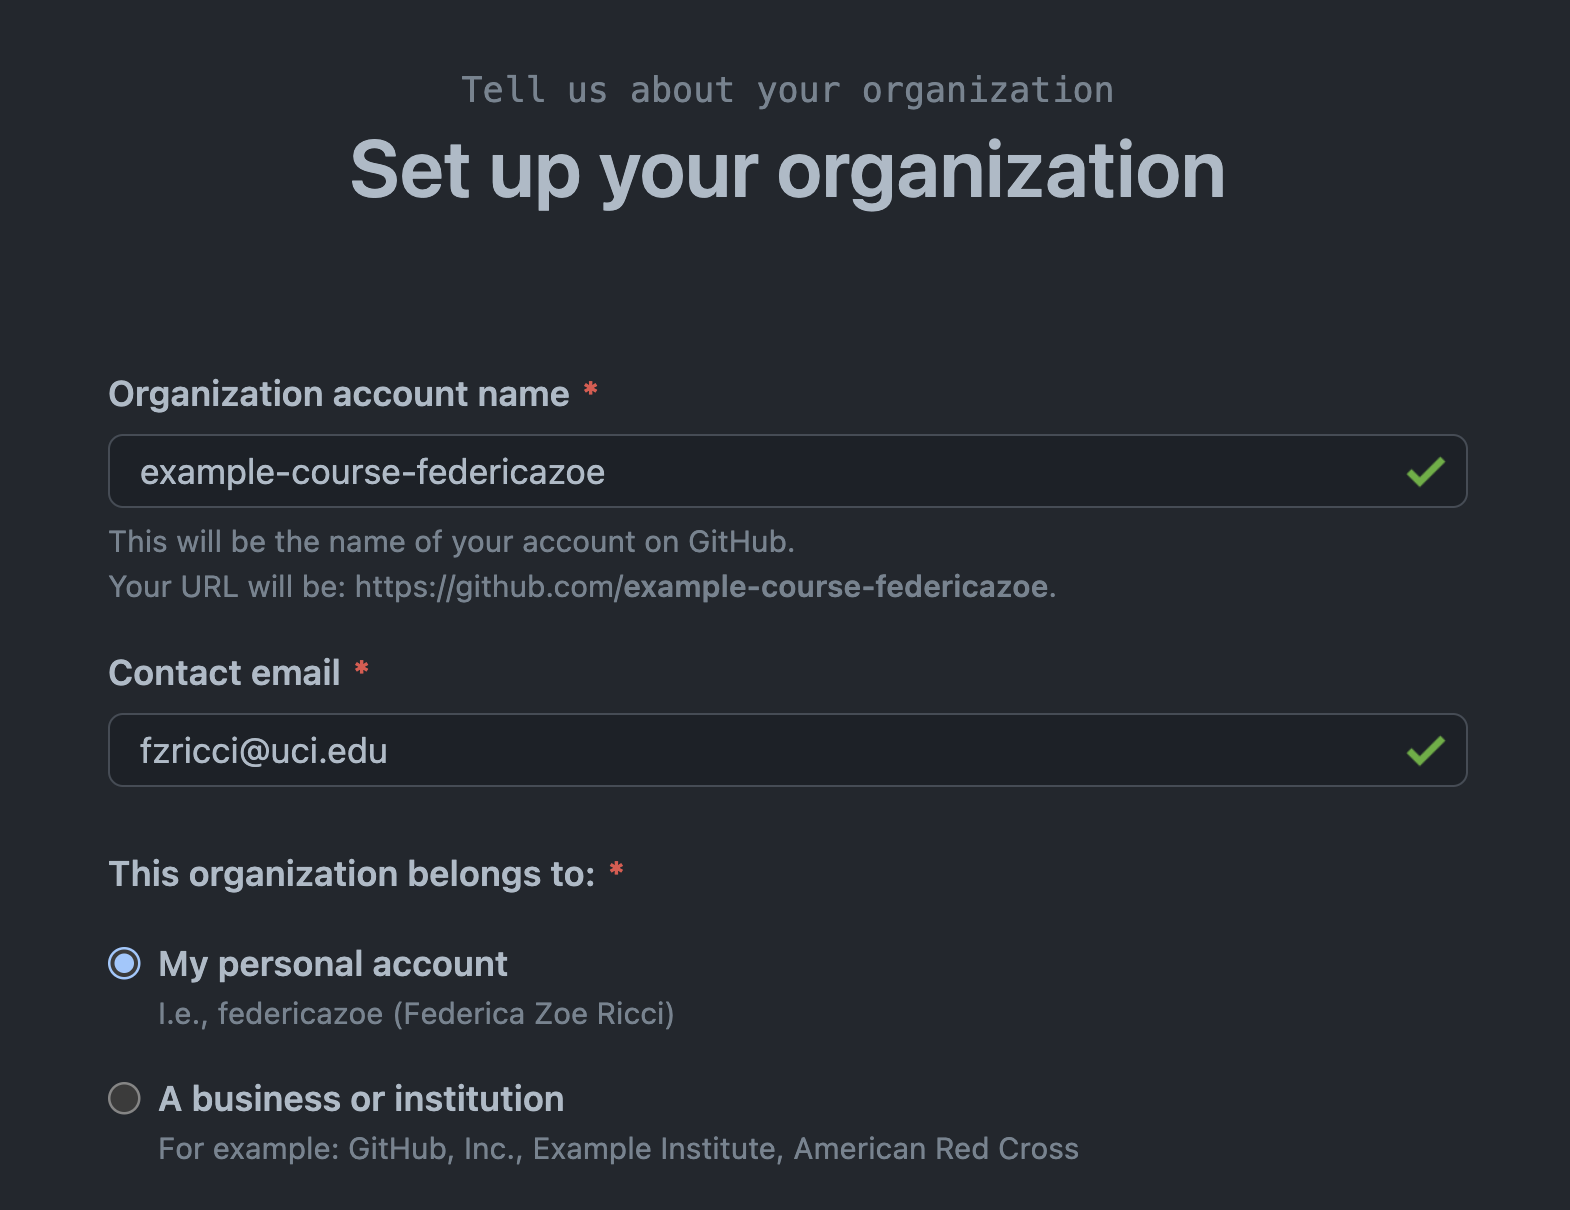 Tell us about your organization
Set up your organization
Organization account name *
example-course-federicazoe
This will be the name of your account on GitHub.
Your URL will be: https://github.com/example-course-federicazoe.
Contact email *
fzricci@uci.edu
This organization belongs to: *
My personal account
I.e., federicazoe (Federica Zoe Ricci)
A business or institution
For example: GitHub, Inc., Example Institute, American Red Cross